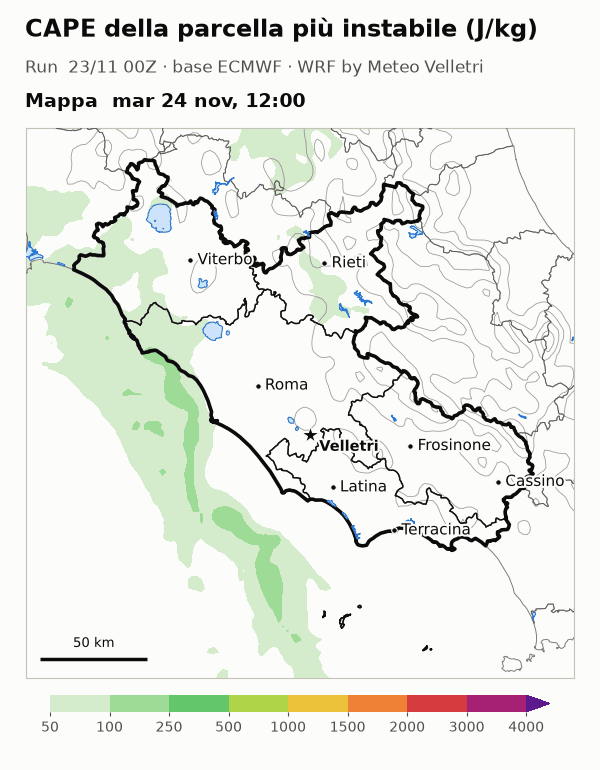 CAPE della parcella più instabile (J/kg)
Run  23/11 00Z · base ECMWF · WRF by Meteo Velletri
Mappa  mar 24 nov, 12:00
Viterbo
Rieti
Roma
Velletri
Frosinone
Latina
Cassino
Terracina
50 km
50 100 250 500 1000 1500 2000 3000 4000